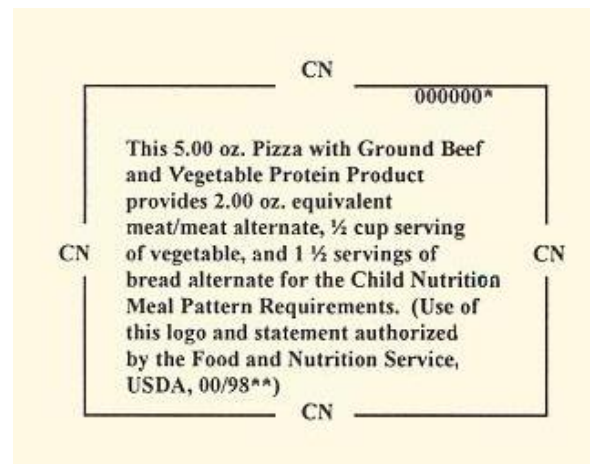 CN
000000*
This 5.00 oz. Pizza with Ground Beef
and Vegetable Protein Product
provides 2.00 oz. equivalent
meat/meat alternate, ½ cup serving
CN of vegetable, and 1 ½ servings of CN
bread alternate for the Child Nutrition
Meal Pattern Requirements. (Use of
this logo and statement authorized
by the Food and Nutrition Service,
USDA, 00/98**)
CN